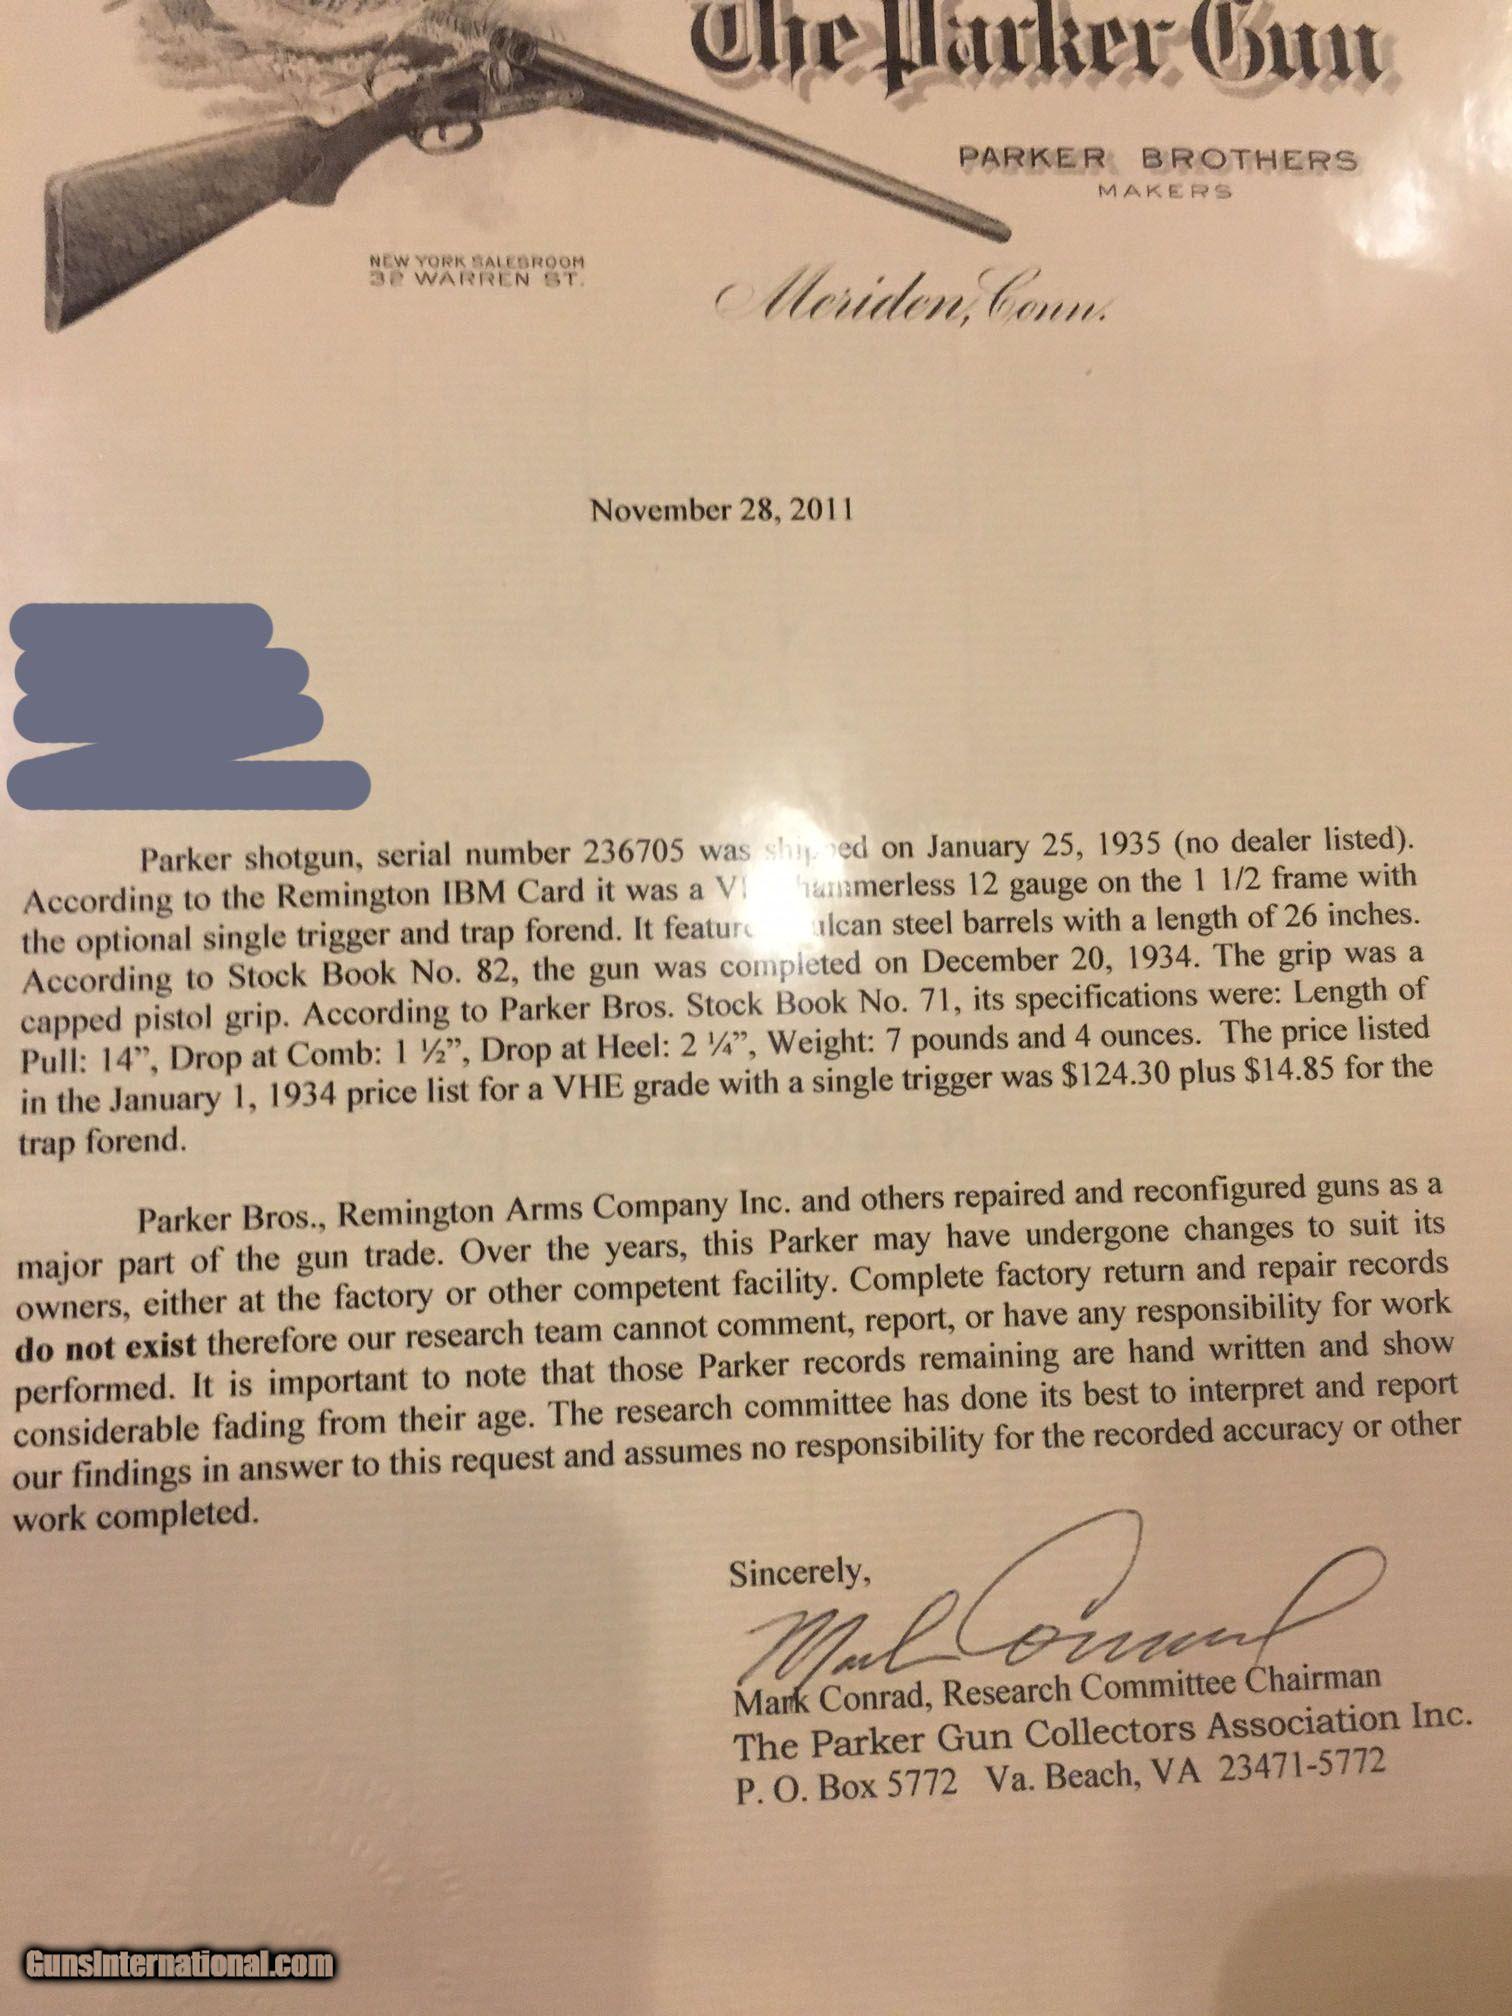 The Parker Gun
PARKER BROTHERS
MAKERS
NEW YORK SALESROOM
32 WARREN ST.
Meriden, Conn.
November 28, 2011
Parker shotgun, serial number 236705 was shipped on January 25, 1935 (no dealer listed).
According to the Remington IBM Card it was a hammerless 12 gauge on the 1 1/2 frame with
the optional single trigger and trap forend. It steel barrels with a length of 26 inches.
According to Stock Book No. 82, the gun was completed on December 20, 1934. The grip was a
capped pistol grip. According to Parker Bros. Stock Book No. 71, its specifications were: Length of
Pull: 14”, Drop at Comb: 1 ½”, Drop at Heel: 2 ¼”, Weight: 7 pounds and 4 ounces. The price listed
in the January 1, 1934 price list for a VHE grade with a single trigger was $124.30 plus $14.85 for the
trap forend.
Parker Bros., Remington Arms Company Inc. and others repaired and reconfigured guns as a
major part of the gun trade. Over the years, this Parker may have undergone changes to suit its
owners, either at the factory or other competent facility. Complete factory return and repair records
do not exist therefore our research team cannot comment, report, or have any responsibility for work
performed. It is important to note that those Parker records remaining are hand written and show
considerable fading from their age. The research committee has done its best to interpret and report
our findings in answer to this request and assumes no responsibility for the recorded accuracy or other
work completed.
Sincerely,
Mark Conrad
Mark Conrad, Research Committee Chairman
The Parker Gun Collectors Association Inc.
P. O. Box 5772 Va. Beach, VA 23471-5772
GunsInternational.com